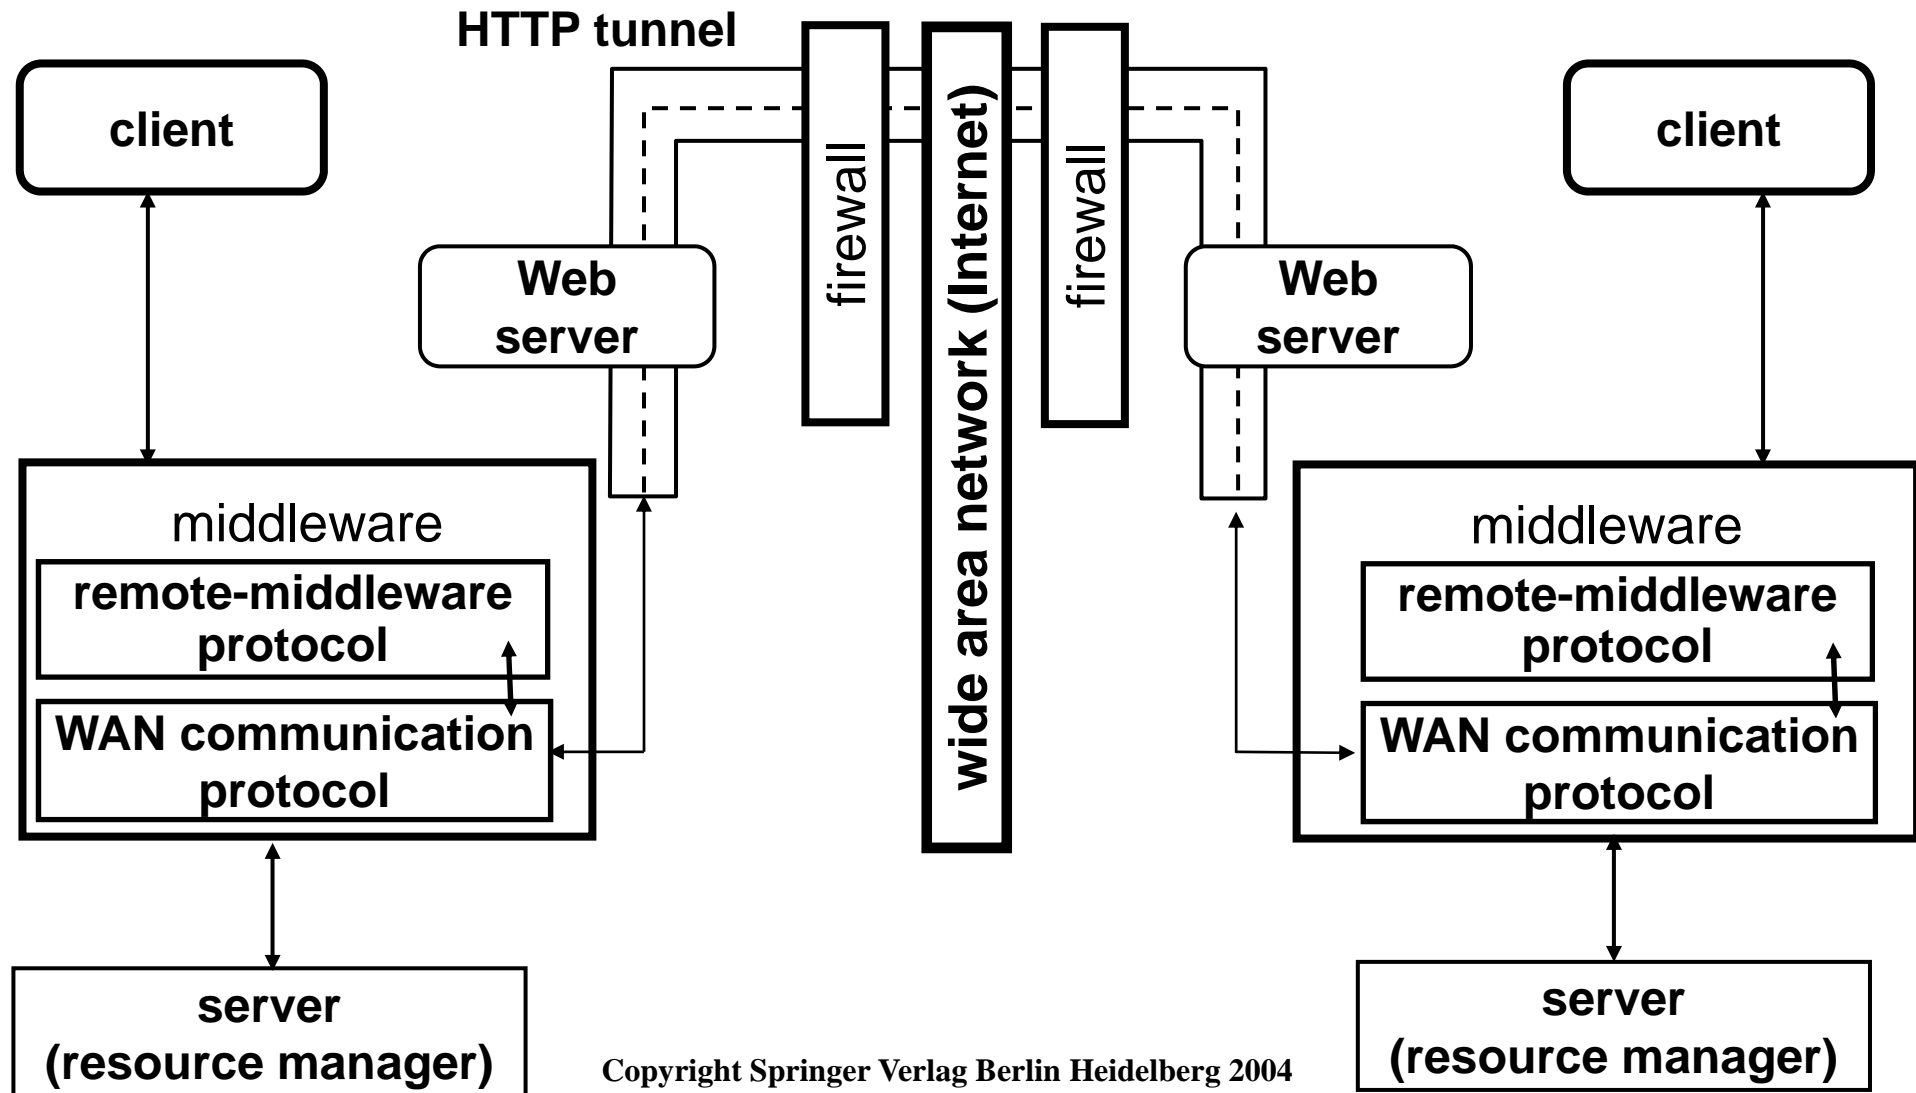 HTTP tunnel
client
client
firewall
wide area network (Internet)
firewall
Web
server
Web
server
middleware
remote-middleware
protocol
WAN communication
protocol
middleware
remote-middleware
protocol
WAN communication
protocol
server
(resource manager)
server
(resource manager)
Copyright Springer Verlag Berlin Heidelberg 2004